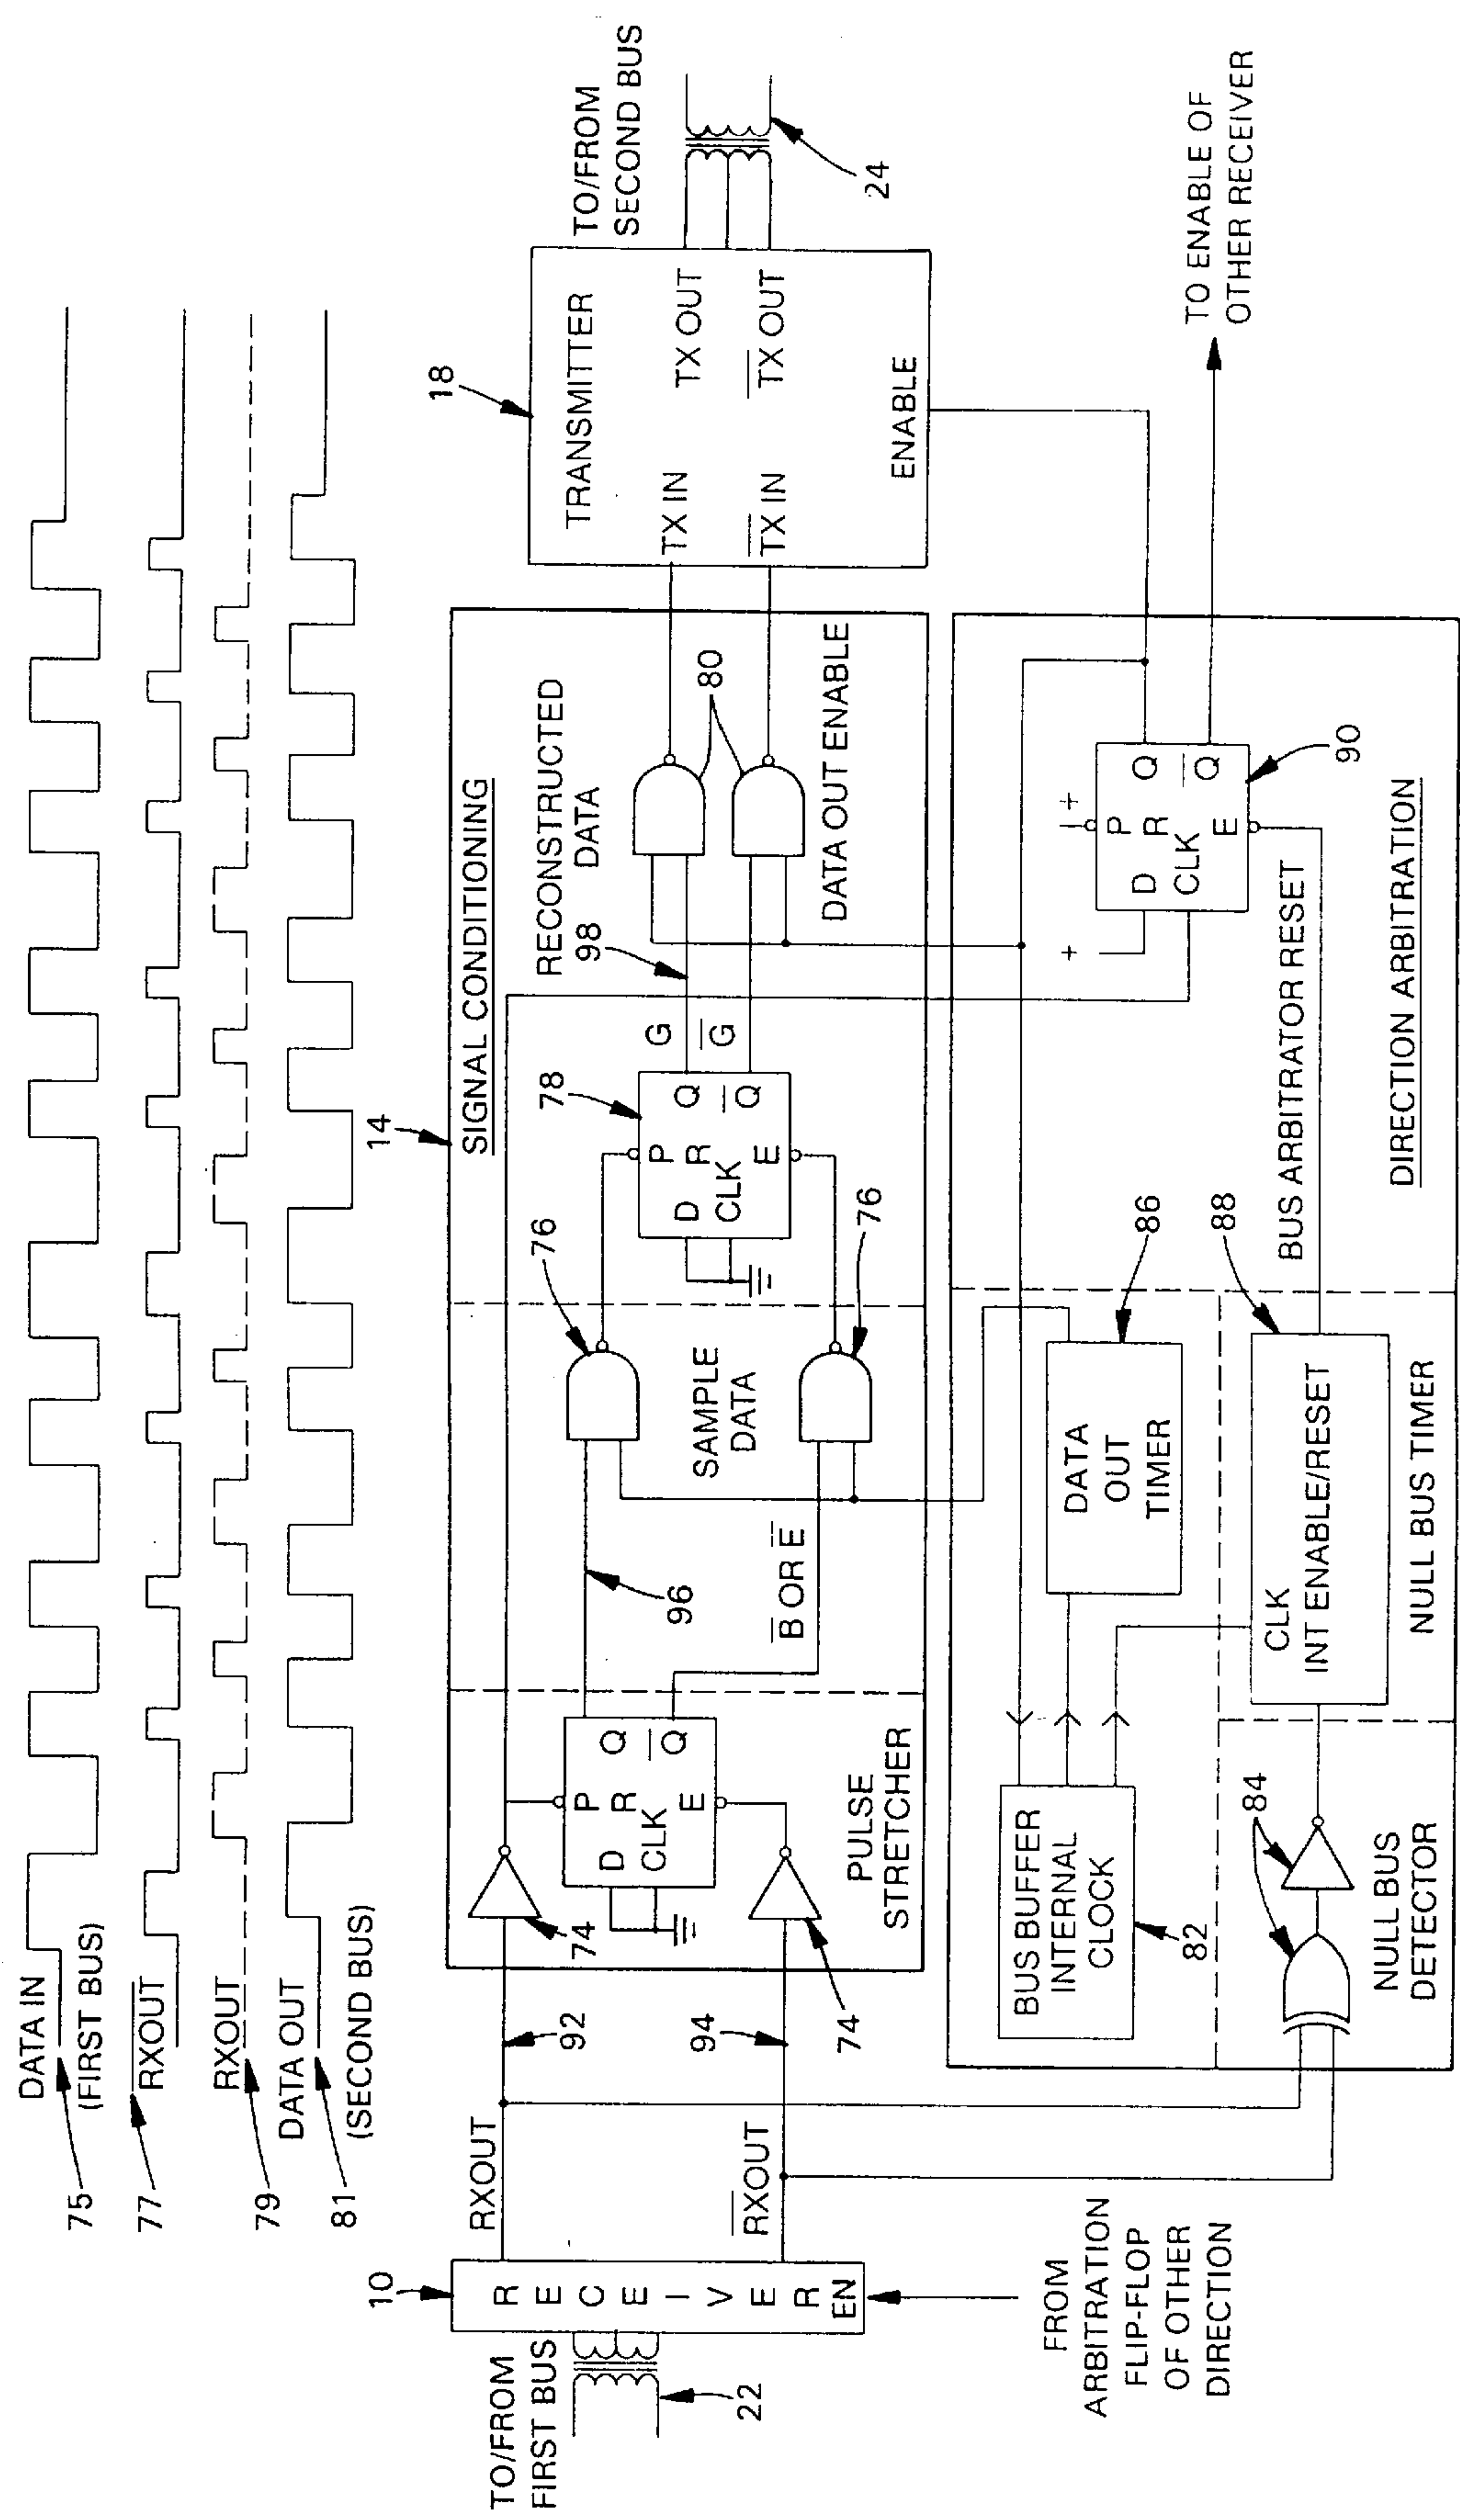 DATA IN
75
(FIRST BUS)
RXOUT
77
RXOUT
79
DATA OUT
81
(SECOND BUS)
TO/FROM
FIRST BUS
22
10
RECEIVER
EN
FROM
ARBITRATION
FLIP-FLOP
OF OTHER
DIRECTION
RXOUT
RXOUT
92
94
14
SIGNAL CONDITIONING
74
74
D
CLK
P
R
E
Q
Q
PULSE
STRETCHER
96
B OR E
76
76
SAMPLE
DATA
78
D
CLK
P
R
E
Q
Q
G
G
98
RECONSTRUCTED
DATA
80
DATA OUT ENABLE
18
TRANSMITTER
TX IN
TX OUT
TX IN
TX OUT
ENABLE
TO/FROM
SECOND BUS
24
BUS BUFFER
INTERNAL
CLOCK
82
DATA
OUT
TIMER
86
84
NULL BUS
DETECTOR
CLK
INT ENABLE/RESET
88
NULL BUS TIMER
BUS ARBITRATOR RESET
+
+
D
CLK
P
R
E
Q
Q
90
DIRECTION ARBITRATION
TO ENABLE OF
OTHER RECEIVER